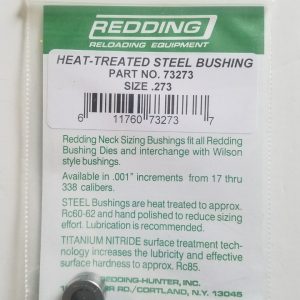 REDDING
RELOADING EQUIPMENT
HEAT-TREATED STEEL BUSHING
PART NO. 73273
SIZE .273
6 11760 73273 7
Redding Neck Sizing Bushings fit all Redding
Bushing Dies and interchange with Wilson
style bushings.
Available in .001" increments from 17 thru
338 calibers.
STEEL Bushings are heat treated to approx.
Rc60-62 and hand polished to reduce sizing
effort. Lubrication is recommended.
TITANIUM NITRIDE surface treatment tech-
nology increases the lubricity and effective
surface hardness to approx. Rc85.
REDDING-HUNTER, INC.
RD./CORTLAND, N.Y. 13045